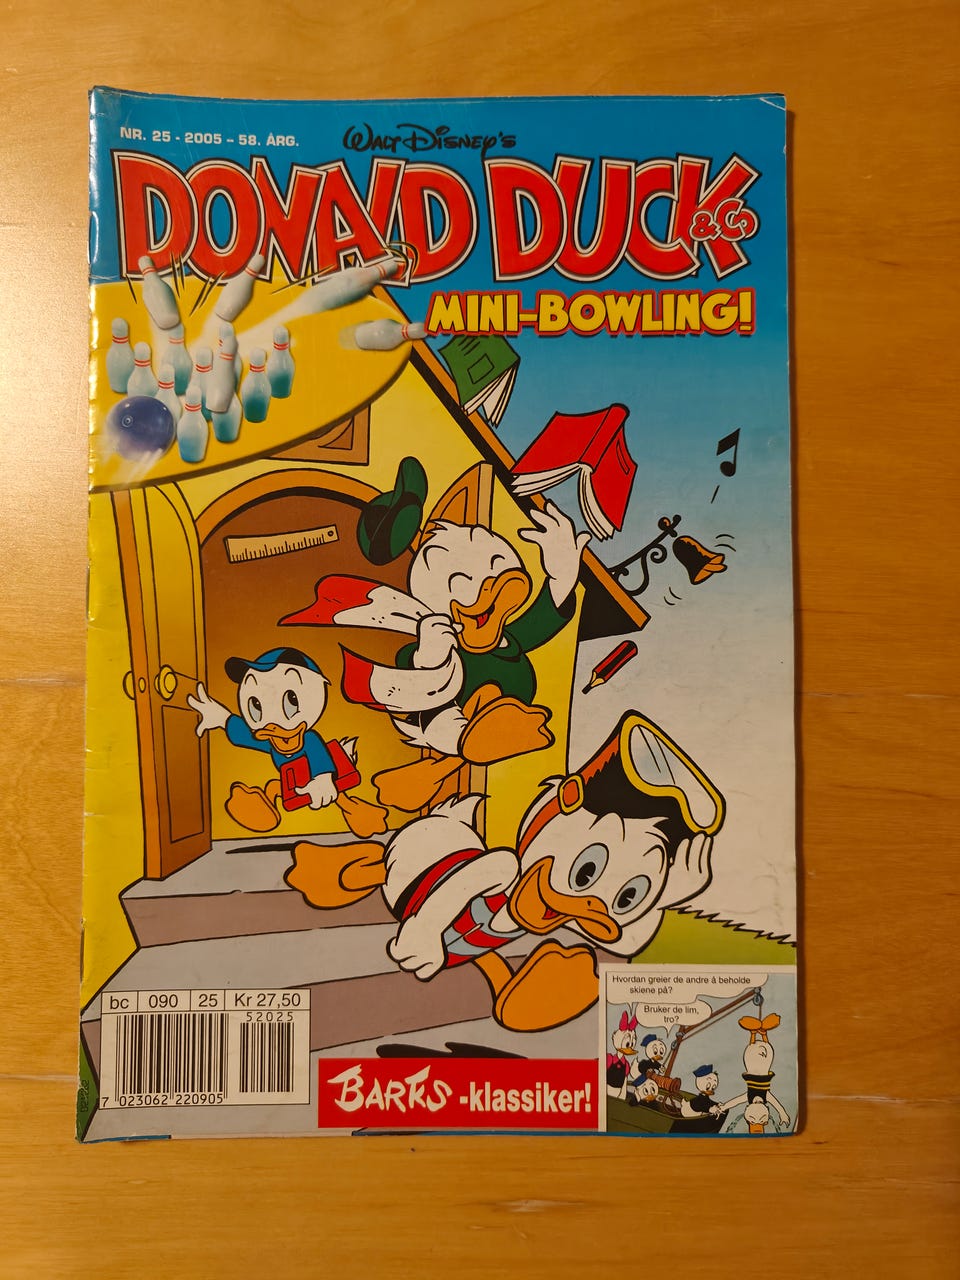 NR. 25 - 2005 - 58. ÅRG.
Walt Disney's
DONALD DUCK
& Co
MINI-BOWLING!
Hvordan greier de andre å beholde
skiene på?
Bruker de lim,
tro?
bc 090 25 Kr 27,50
52025
7 023062 220905
BARKS -klassiker!